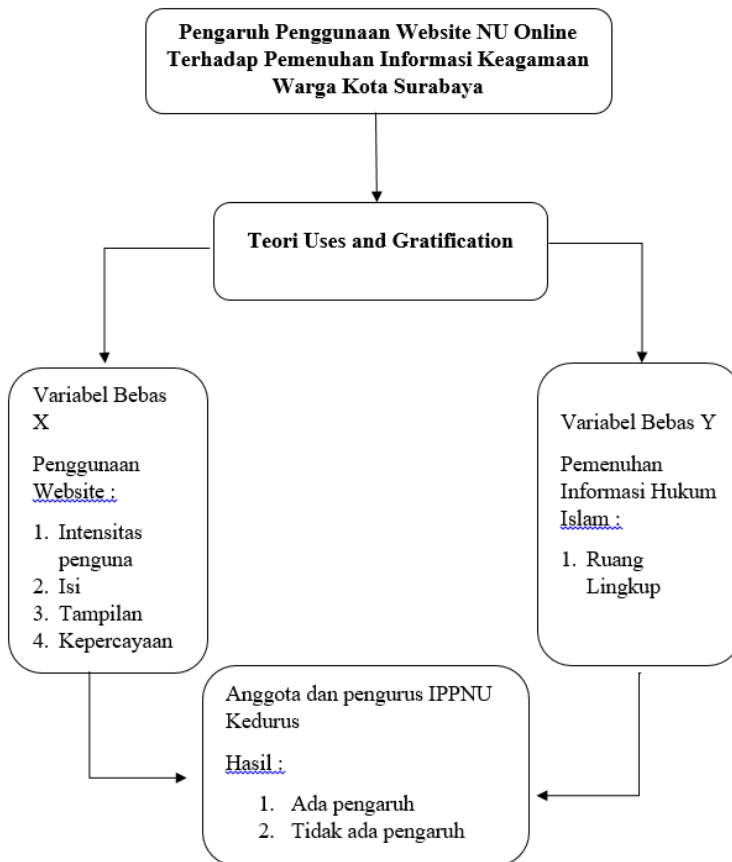 Pengaruh Penggunaan Website NU Online
Terhadap Pemenuhan Informasi Keagamaan
Warga Kota Surabaya
Teori Uses and Gratification
Variabel Bebas
X
Penggunaan
Website :
1. Intensitas
penguna
2. Isi
3. Tampilan
4. Kepercayaan
Variabel Bebas Y
Pemenuhan
Informasi Hukum
Islam :
1. Ruang
Lingkup
Anggota dan pengurus IPPNU
Kedurus
Hasil :
1. Ada pengaruh
2. Tidak ada pengaruh